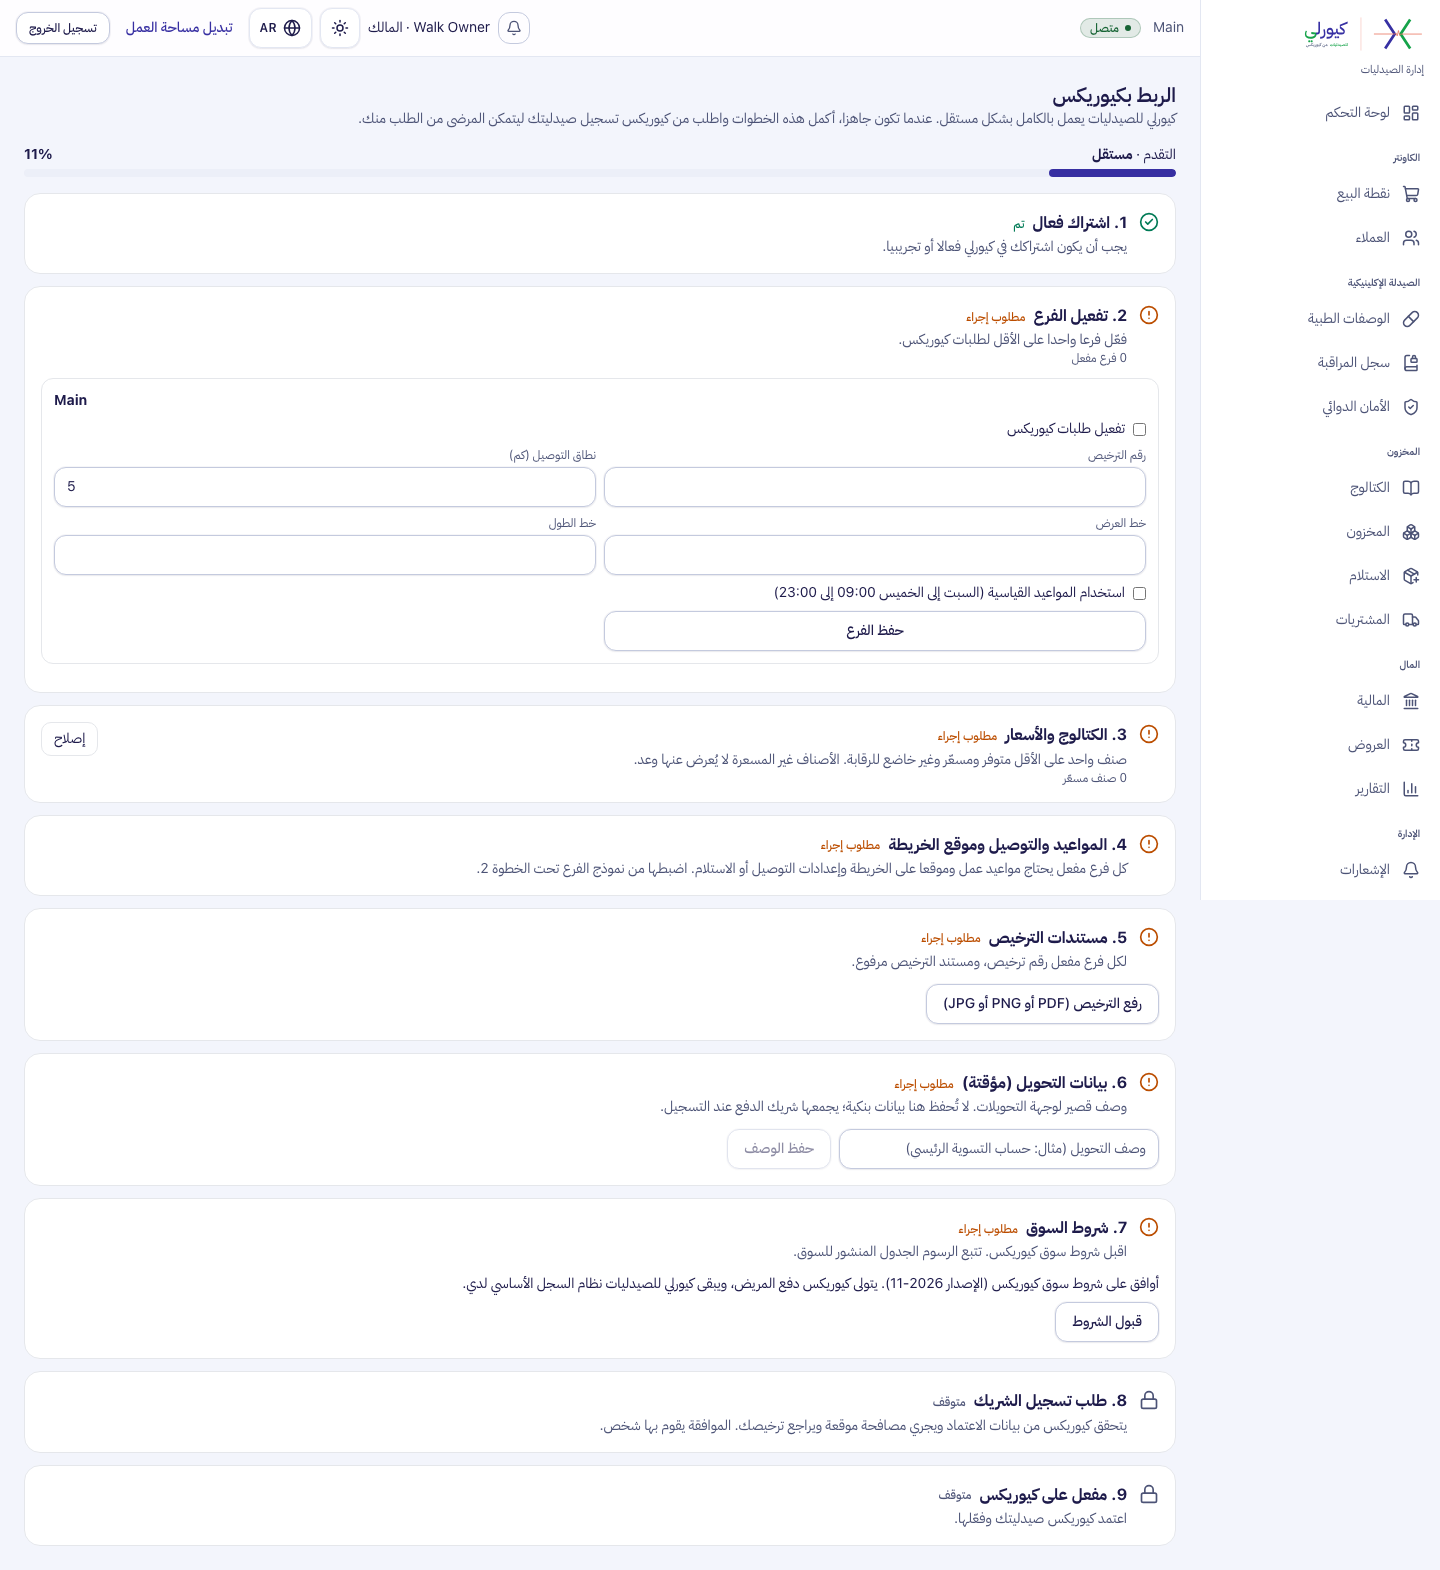 كيورلي
إدارة الصيدليات
لوحة التحكم
الكاونتر
نقطة البيع
العملاء
الصيدلة الإكلينيكية
الوصفات الطبية
سجل المراقبة
الأمان الدوائي
المخزون
الكتالوج
المخزون
الاستلام
المشتريات
المال
المالية
العروض
التقارير
الإدارة
الإشعارات
Main
متصل
Walk Owner · المالك
AR
تبديل مساحة العمل
تسجيل الخروج
الربط بكيوريكس
كيورلي للصيدليات يعمل بالكامل بشكل مستقل. عندما تكون جاهزا، أكمل هذه الخطوات واطلب من كيوريكس تسجيل صيدليتك ليتمكن المرضى من الطلب منك.
التقدم · مستقل
11%
1. اشتراك فعال تم
يجب أن يكون اشتراكك في كيورلي فعالا أو تجريبيا.
2. تفعيل الفرع مطلوب إجراء
فعّل فرعا واحدا على الأقل لطلبات كيوريكس.
0 فرع مفعل
Main
تفعيل طلبات كيوريكس
رقم الترخيص
نطاق التوصيل (كم)
5
خط العرض
خط الطول
استخدام المواعيد القياسية (السبت إلى الخميس 09:00 إلى 23:00)
حفظ الفرع
3. الكتالوج والأسعار مطلوب إجراء
صنف واحد على الأقل متوفر ومسعّر وغير خاضع للرقابة. الأصناف غير المسعرة لا يُعرض عنها وعد.
0 صنف مسعّر
إصلاح
4. المواعيد والتوصيل وموقع الخريطة مطلوب إجراء
كل فرع مفعل يحتاج مواعيد عمل وموقعا على الخريطة وإعدادات التوصيل أو الاستلام. اضبطها من نموذج الفرع تحت الخطوة 2.
5. مستندات الترخيص مطلوب إجراء
لكل فرع مفعل رقم ترخيص، ومستند الترخيص مرفوع.
رفع الترخيص (PDF أو PNG أو JPG)
6. بيانات التحويل (مؤقتة) مطلوب إجراء
وصف قصير لوجهة التحويلات. لا تُحفظ هنا بيانات بنكية؛ يجمعها شريك الدفع عند التسجيل.
وصف التحويل (مثال: حساب التسوية الرئيسي)
حفظ الوصف
7. شروط السوق مطلوب إجراء
اقبل شروط سوق كيوريكس. تتبع الرسوم الجدول المنشور للسوق.
أوافق على شروط سوق كيوريكس (الإصدار 2026-11). يتولى كيوريكس دفع المريض، ويبقى كيورلي للصيدليات نظام السجل الأساسي لدي.
قبول الشروط
8. طلب تسجيل الشريك متوقف
يتحقق كيوريكس من بيانات الاعتماد ويجري مصافحة موقعة ويراجع ترخيصك. الموافقة يقوم بها شخص.
9. مفعل على كيوريكس متوقف
اعتمد كيوريكس صيدليتك وفعّلها.